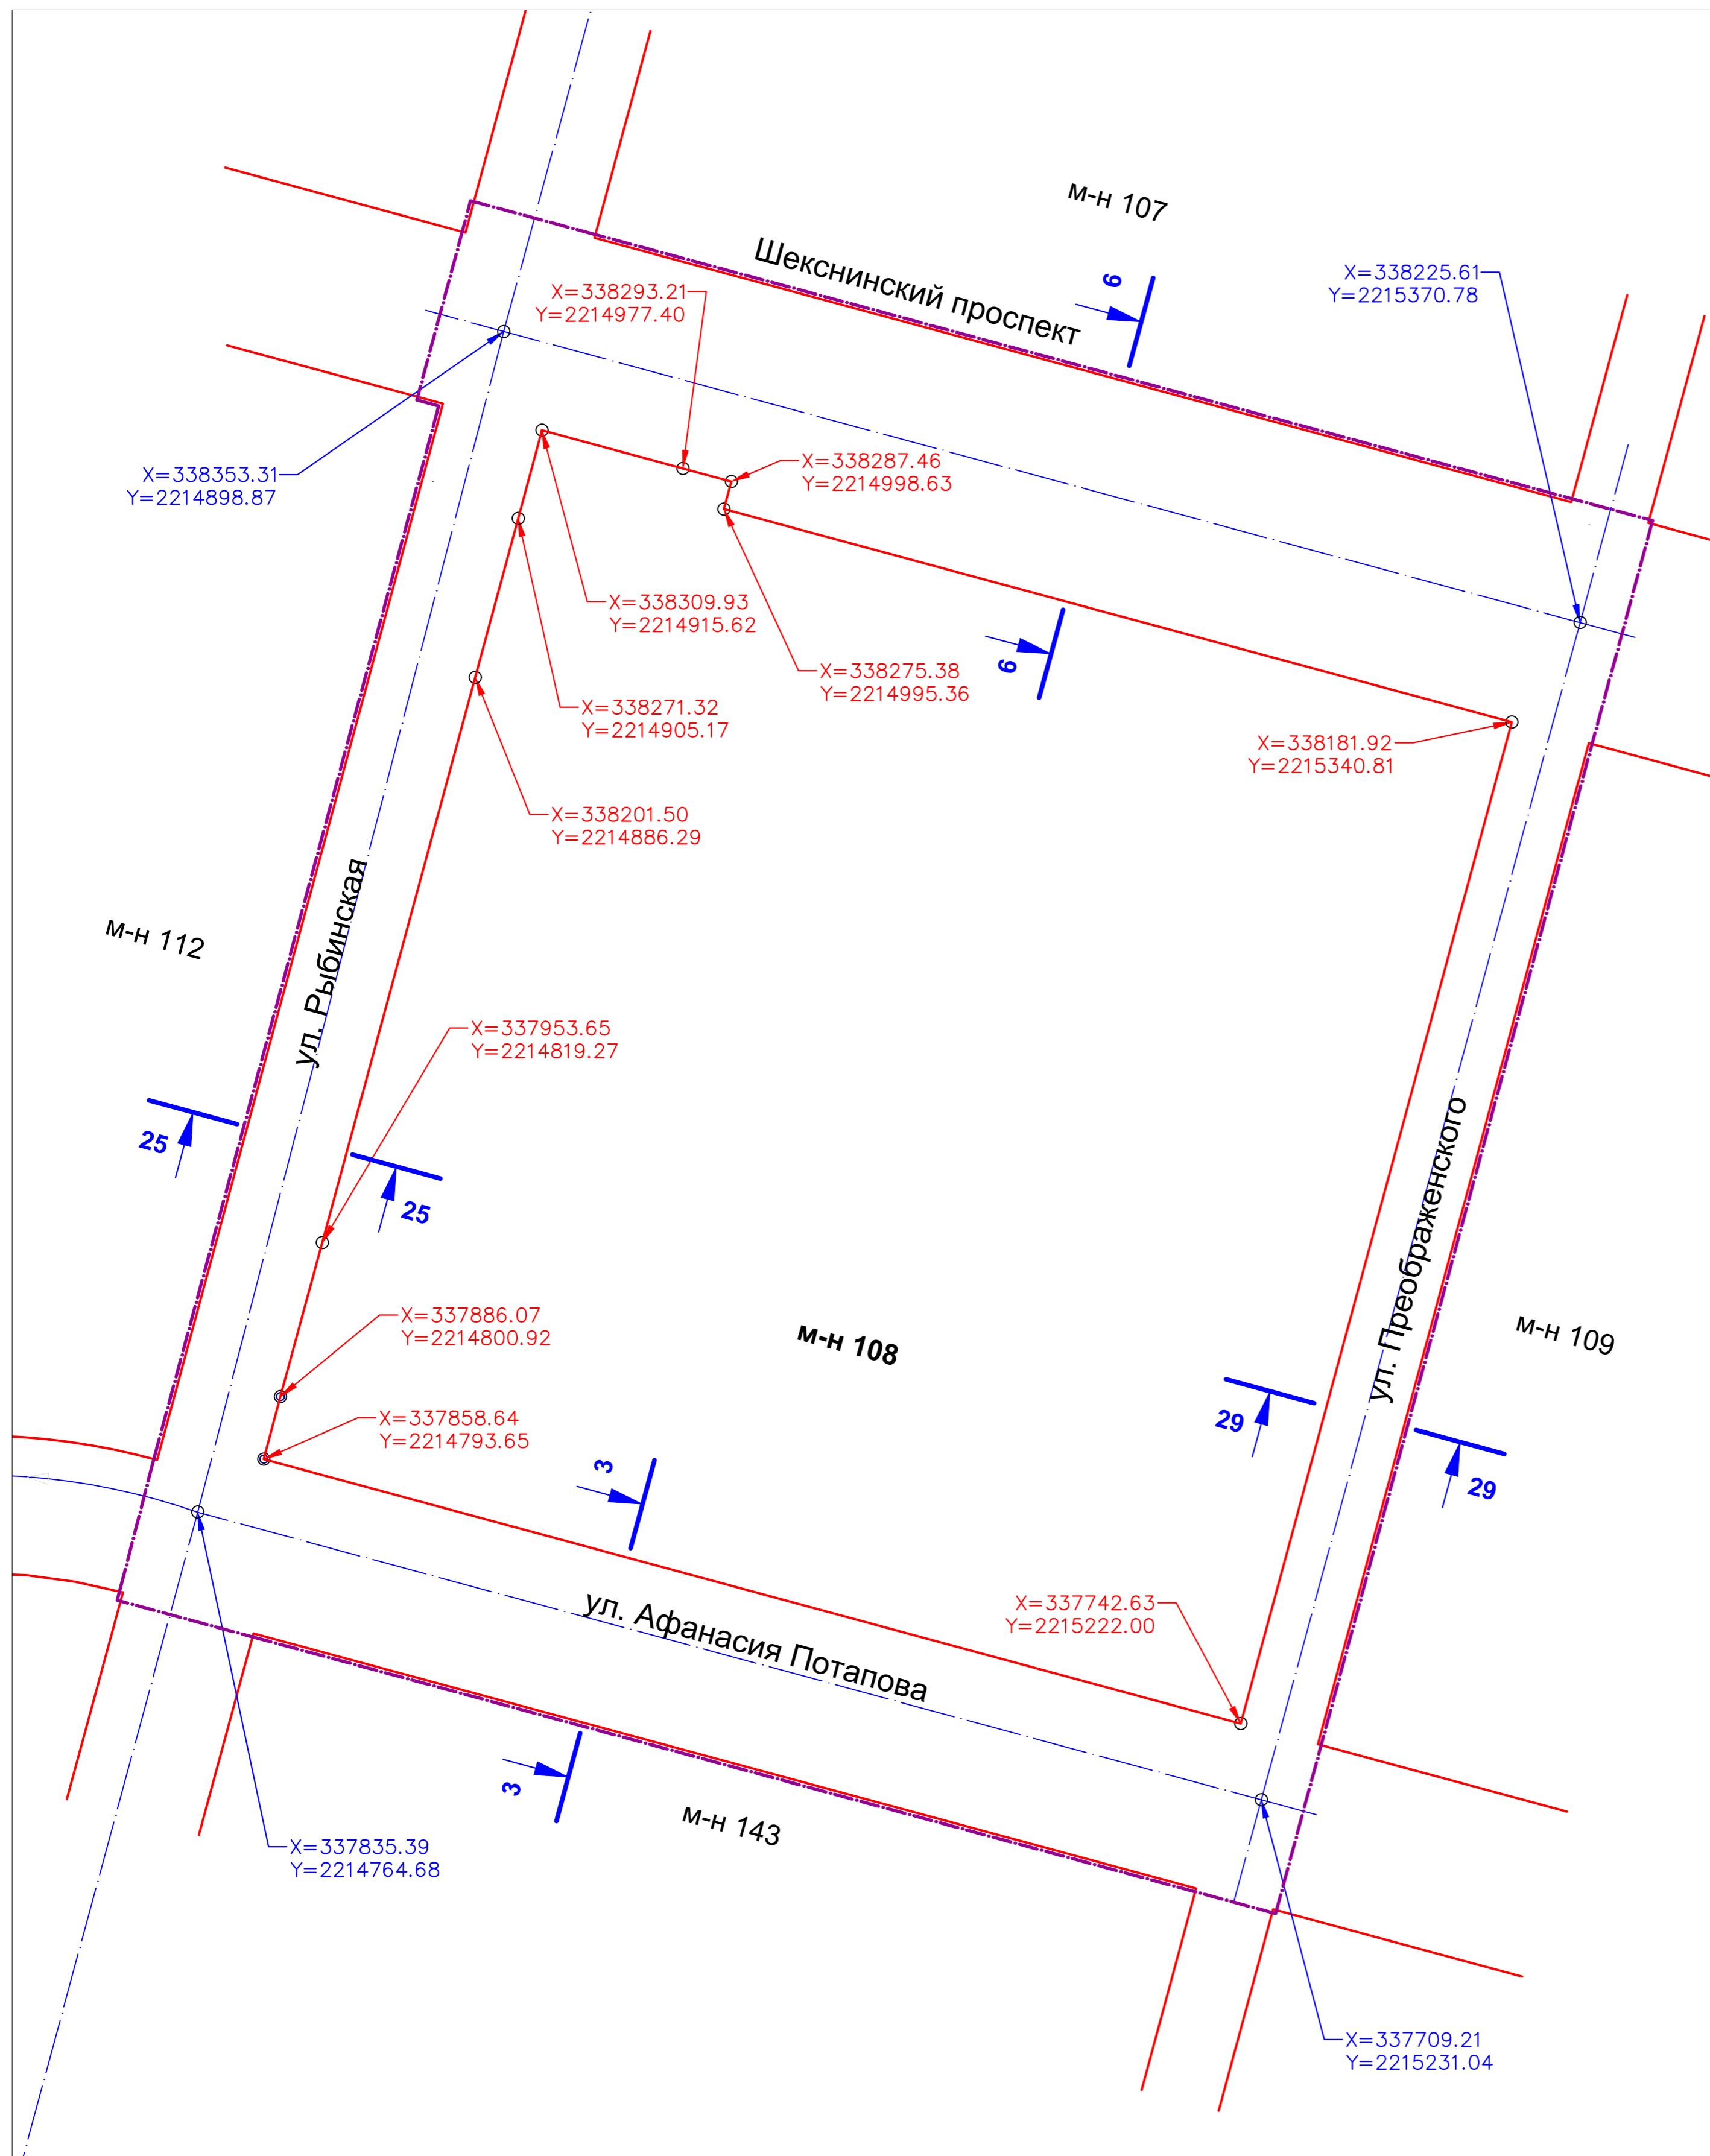 м-н 107
Шекснинский проспект
6
X=338225.61
Y=2215370.78
X=338293.21
Y=2214977.40
X=338353.31
Y=2214898.87
X=338287.46
Y=2214998.63
X=338309.93
Y=2214915.62
6
X=338275.38
Y=2214995.36
X=338271.32
Y=2214905.17
X=338181.92
Y=2215340.81
X=338201.50
Y=2214886.29
ул. Рыбинская
м-н 112
X=337953.65
Y=2214819.27
25
25
ул. Преображенского
X=337886.07
Y=2214800.92
м-н 108
м-н 109
X=337858.64
Y=2214793.65
29
29
3
ул. Афанасия Потапова
X=337742.63
Y=2215222.00
3
м-н 143
X=337835.39
Y=2214764.68
X=337709.21
Y=2215231.04